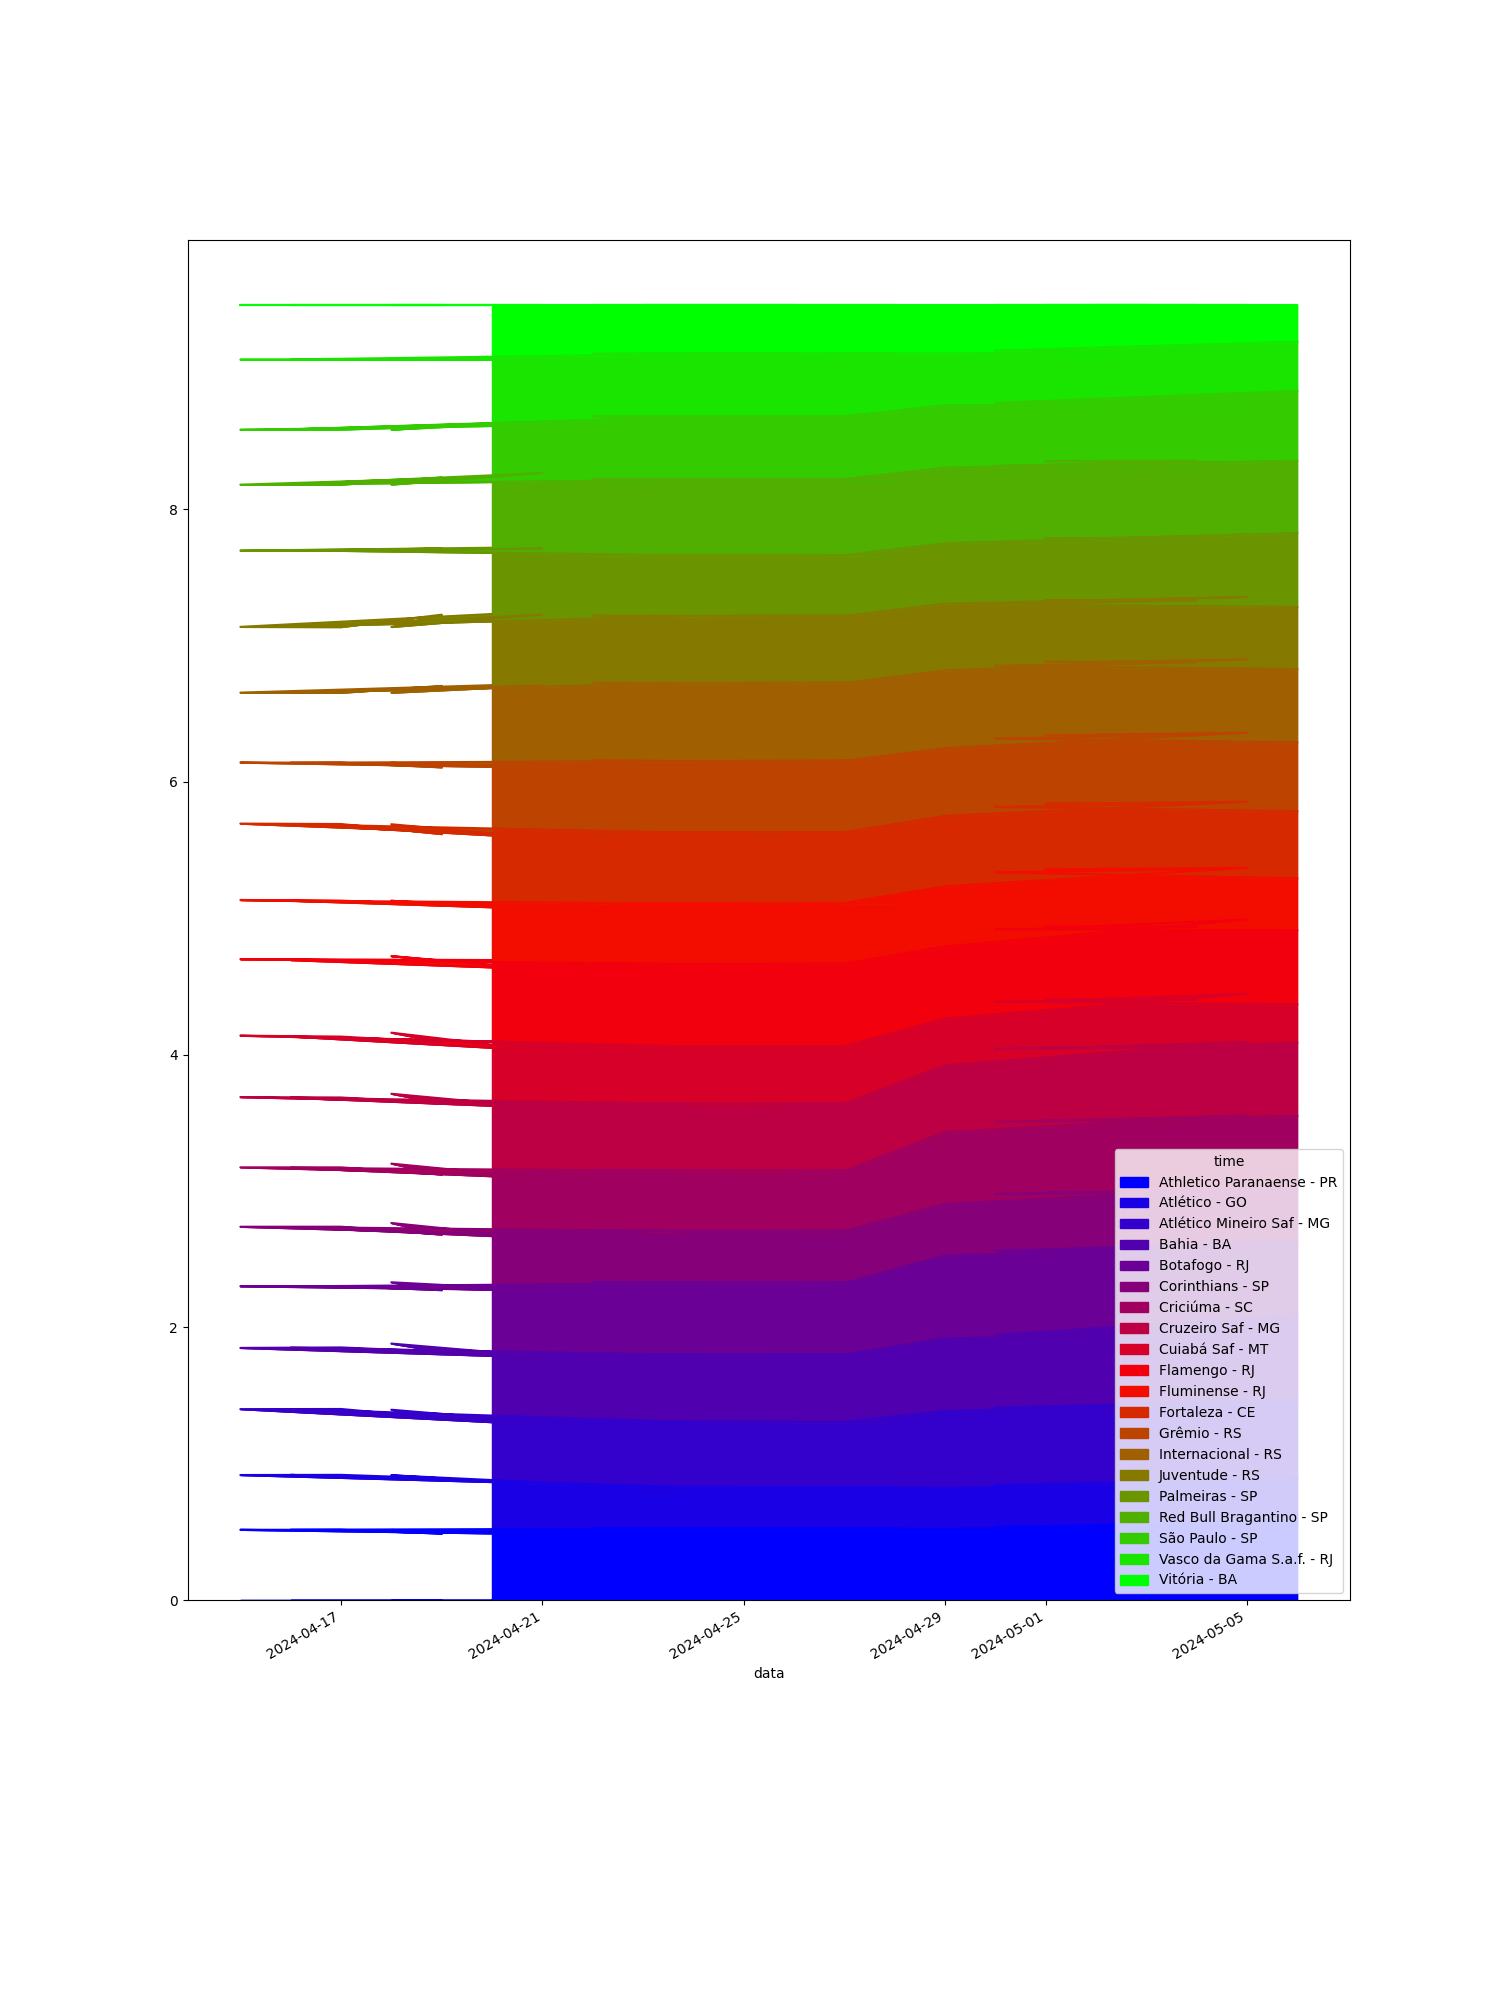 8
6
4
2
0
time
Athletico Paranaense - PR
Atlético - GO
Atlético Mineiro Saf - MG
Bahia - BA
Botafogo - RJ
Corinthians - SP
Criciúma - SC
Cruzeiro Saf - MG
Cuiabá Saf - MT
Flamengo - RJ
Fluminense - RJ
Fortaleza - CE
Grêmio - RS
Internacional - RS
Juventude - RS
Palmeiras - SP
Red Bull Bragantino - SP
São Paulo - SP
Vasco da Gama S.a.f. - RJ
Vitória - BA
2024-04-17
2024-04-21
2024-04-25
2024-04-29
2024-05-01
2024-05-05
data